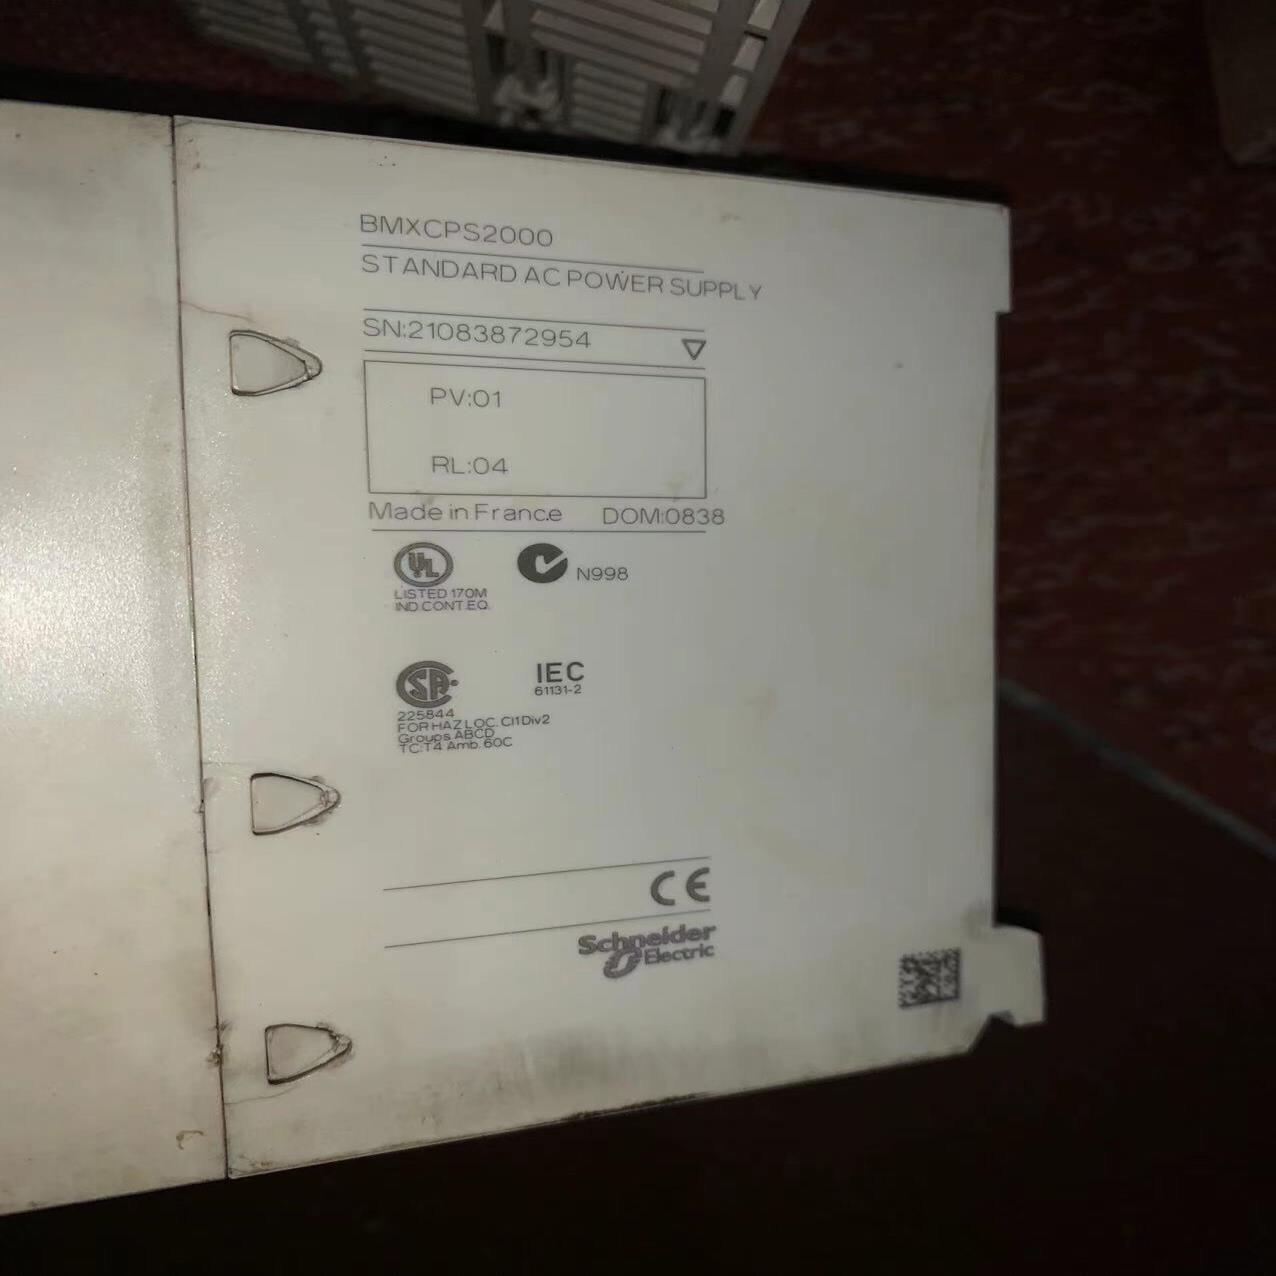 BMXCPS2000
STANDARD AC POWER SUPPLY
SN:21083872954
PV:01
RL:04
Made in France DOM:0838
UL
LISTED 170M
IND.CONT.EQ.
N998
SA
225844
FOR HAZ LOC. Cl1Div2
Groups ABCD
TC:T4 Amb. 60C
IEC
61131-2
CE
Schneider
Electric